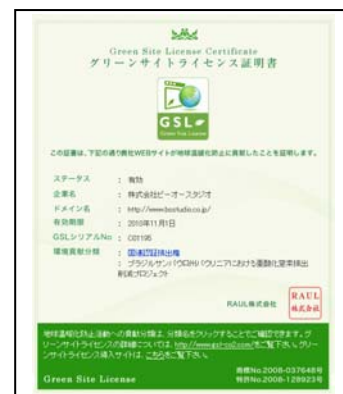 Green Site License Certificate
グリーンサイトライセンス証明書
GSL
Green Site License
この証書は、下記の通り貴社WEBサイトが地球温暖化防止に貢献したことを証明します。
ステータス : 有効
企業名 : 株式会社ビーオースタジオ
ドメイン名 :
有効期限 : 2010年11月1日
GSLシリアルNo : C01195
環境貢献分類 :
: ブラジルサンパウロ州パウリニアにおける亜酸化窒素排出
削減プロジェクト
RAUL株式会社
RAUL
株式会社
地球温暖化防止活動への貢献分類は、分類名をクリックすることでご確認できます。グ
リーンサイトライセンスの詳細については、http://www.gsl-co2.com/をご覧下さい。グリー
ンサイトライセンス導入サイトは、こちらをご覧下さい。
Green Site License
商標No.2008-037648号
特許No.2008-128923号